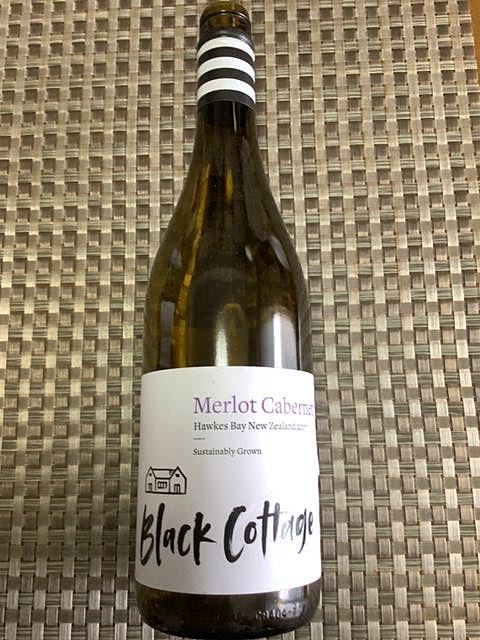 Merlot Cabernet
Hawkes Bay New Zealand
Sustainably Grown
Black Cottage